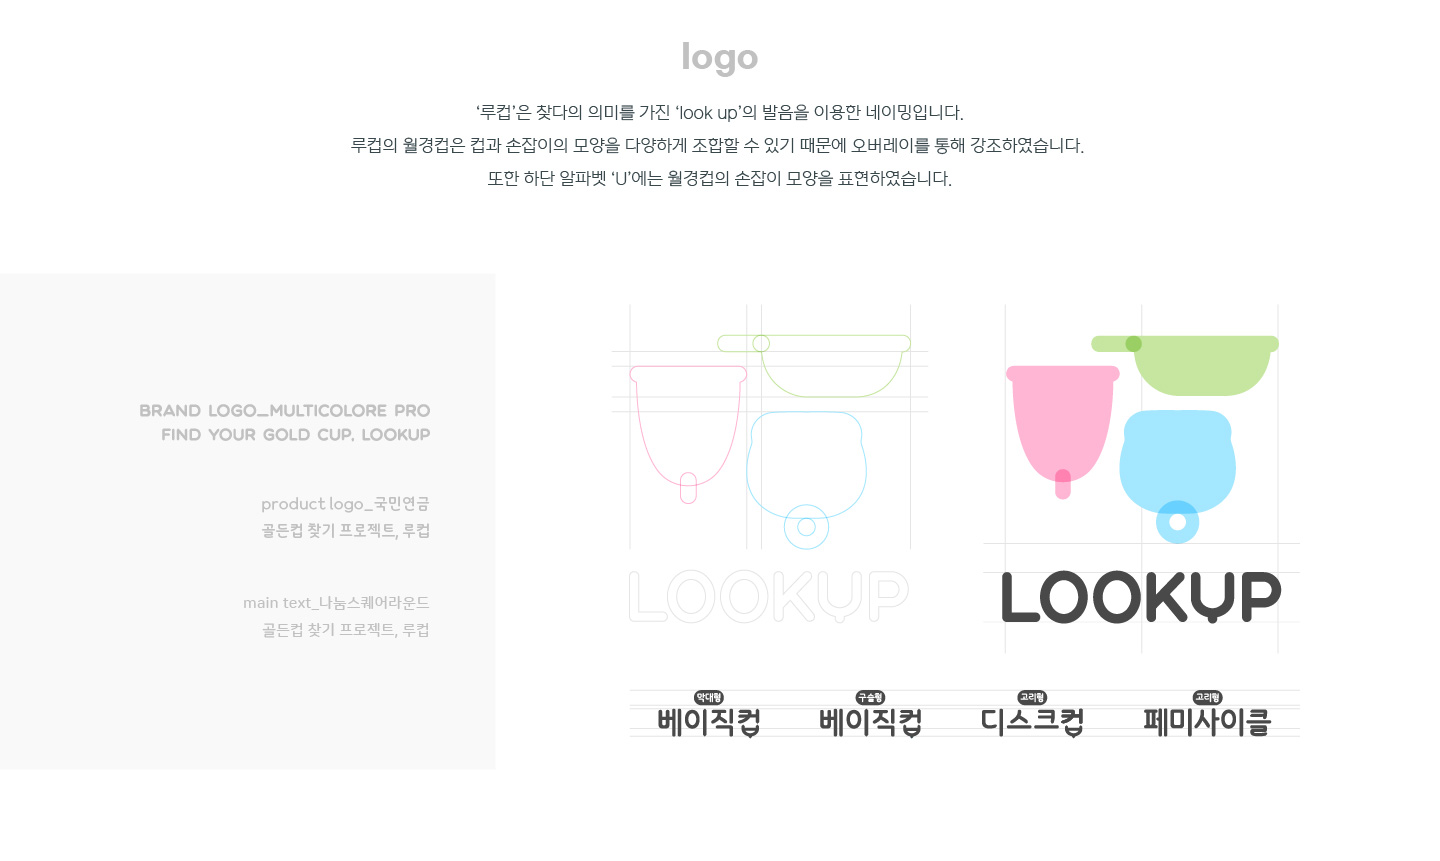 logo
‘루컵’은 찾다의 의미를 가진 ‘look up’의 발음을 이용한 네이밍입니다.
루컵의 월경컵은 컵과 손잡이의 모양을 다양하게 조합할 수 있기 때문에 오버레이를 통해 강조하였습니다.
또한 하단 알파벳 ‘U’에는 월경컵의 손잡이 모양을 표현하였습니다.
BRAND LOGO_MULTICOLORE PRO
FIND YOUR GOLD CUP, LOOKUP
product logo_국민연금
골든컵 찾기 프로젝트, 루컵
main text_나눔스퀘어라운드
골든컵 찾기 프로젝트, 루컵
LOOKUP
LOOKUP
막대형
베이직컵
구슬형
베이직컵
고리형
디스크컵
고리형
페미사이클